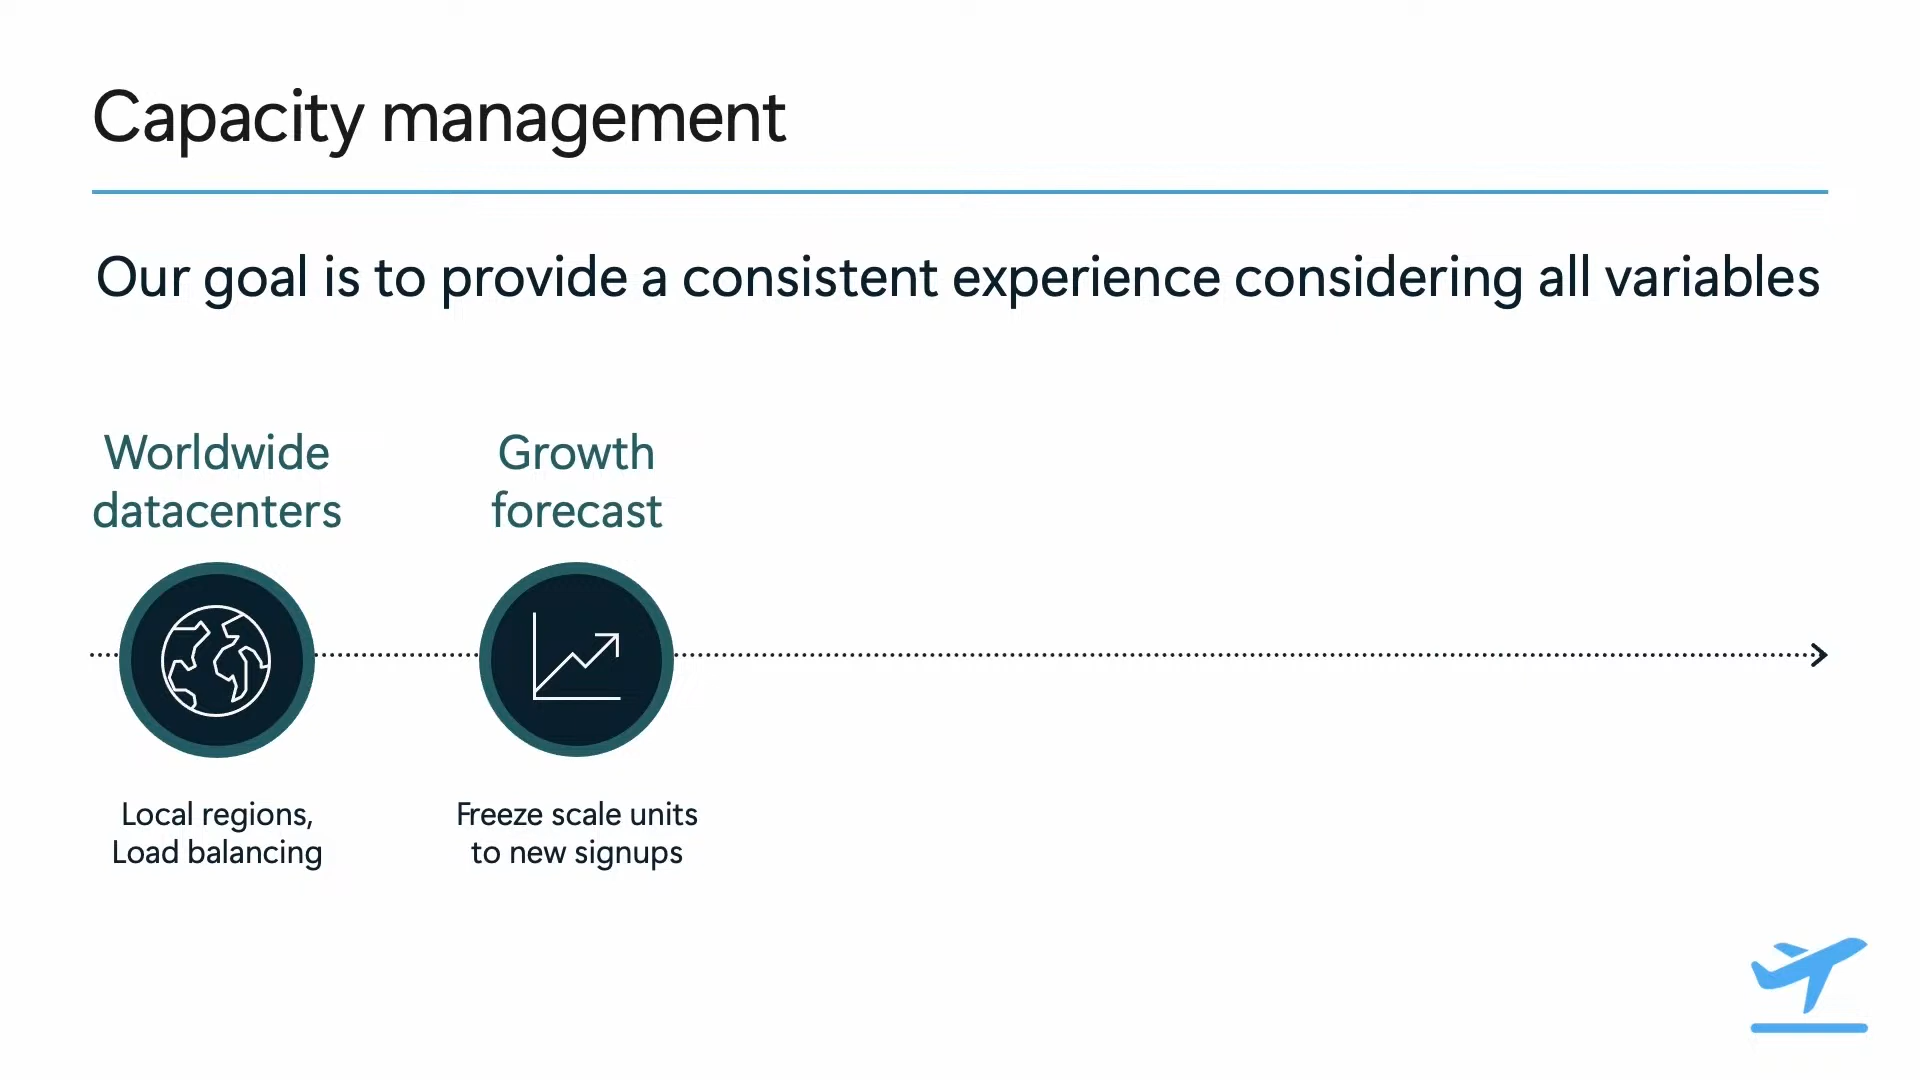 Capacity management
Our goal is to provide a consistent experience considering all variables
Worldwide
datacenters
Growth
forecast
Local regions,
Load balancing
Freeze scale units
to new signups